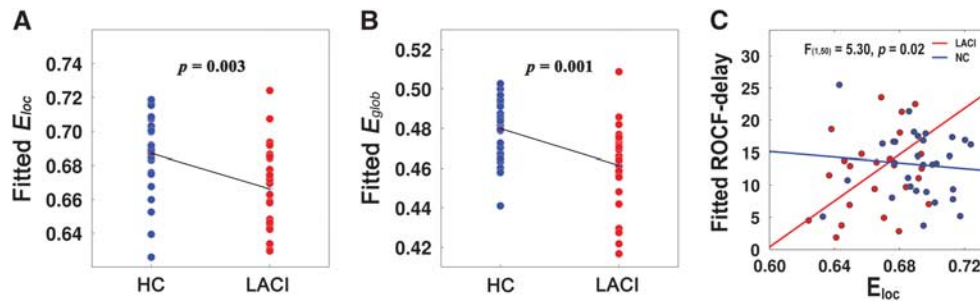 A
Fitted E_loc
0.74
0.72
0.70
0.68
0.66
0.64
p = 0.003
HC
LACI
B
Fitted E_glob
0.52
0.50
0.48
0.46
0.44
0.42
p = 0.001
HC
LACI
C
Fitted ROCF-delay
30
25
20
15
10
5
0
F(1,50) = 5.30, p = 0.02
LACI
NC
0.60
0.64
0.68
0.72
E_loc